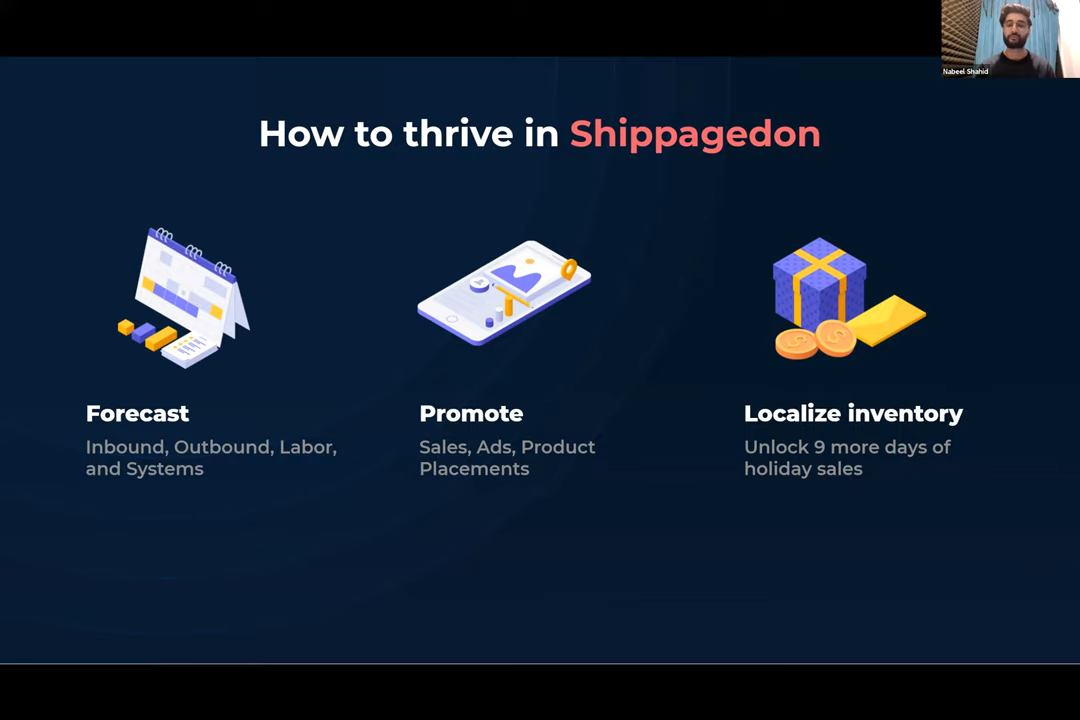 Nabeel Shahid
How to thrive in Shippagedon
Forecast
Inbound, Outbound, Labor,
and Systems
Promote
Sales, Ads, Product
Placements
Localize inventory
Unlock 9 more days of
holiday sales